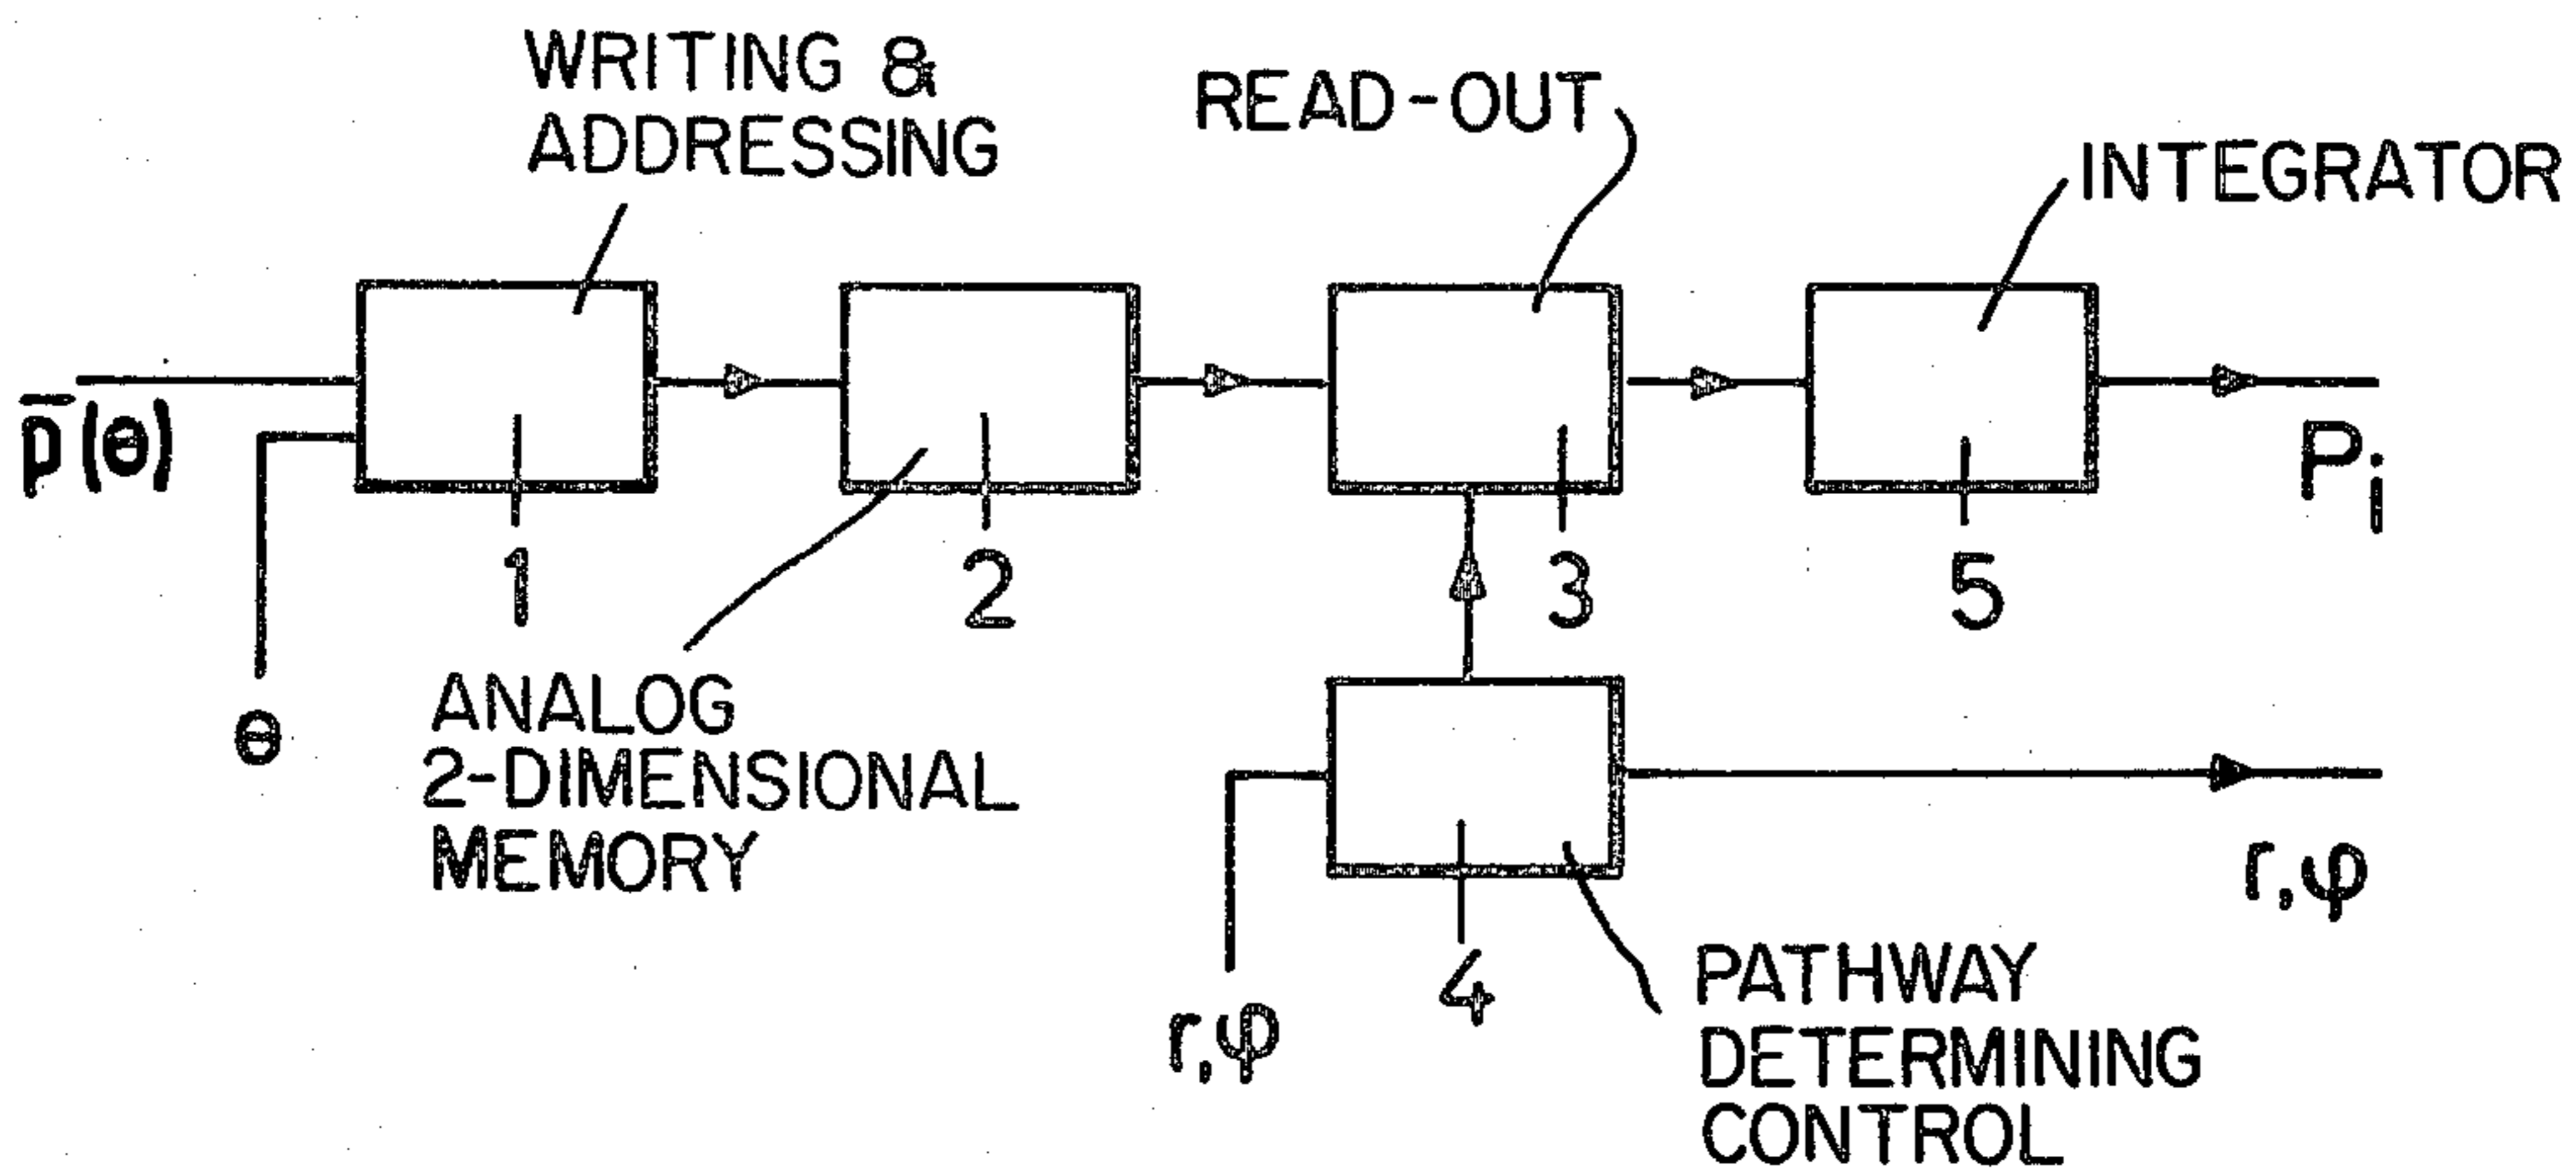 WRITING &
ADDRESSING
READ-OUT
INTEGRATOR
p̅(θ)
θ
1
2
3
5
Pi
ANALOG
2-DIMENSIONAL
MEMORY
r,φ
4
r,φ
PATHWAY
DETERMINING
CONTROL